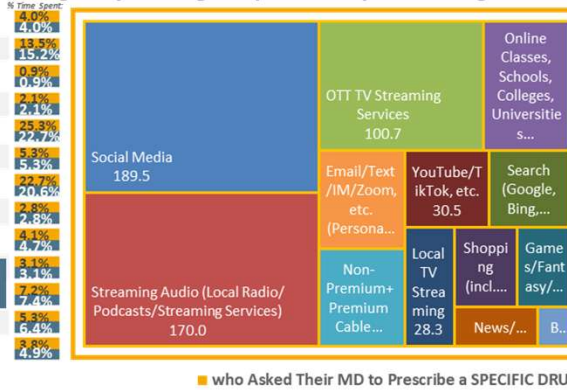 % Time Spent:
4.0%
4.0%
13.5%
15.2%
0.9%
0.9%
2.1%
2.1%
25.3%
22.7%
5.3%
5.3%
22.7%
20.6%
2.8%
2.8%
4.1%
4.7%
3.1%
3.1%
7.2%
7.4%
5.3%
6.4%
3.8%
4.9%
Social Media
189.5
Streaming Audio (Local Radio/
Podcasts/Streaming Services)
170.0
OTT TV Streaming
Services
100.7
Online
Classes,
Schools,
Colleges,
Universitie
s...
Email/Text
/IM/Zoom,
etc.
(Persona...
YouTube/T
ikTok, etc.
30.5
Search
(Google,
Bing,...
Non-
Premium+
Premium
Cable...
Local
TV
Strea
ming
28.3
Shoppi
ng
(incl....
Game
s/Fant
asy/...
News/...
B...
who Asked Their MD to Prescribe a SPECIFIC DRU